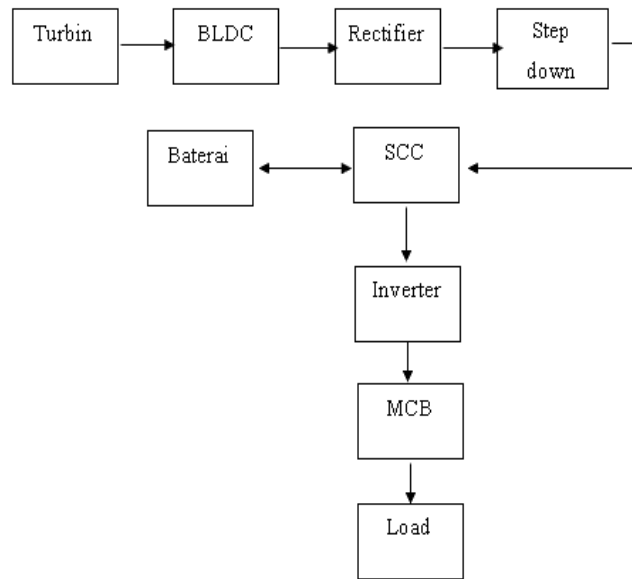 Turbin
BLDC
Rectifier
Step
down
Baterai
SCC
Inverter
MCB
Load